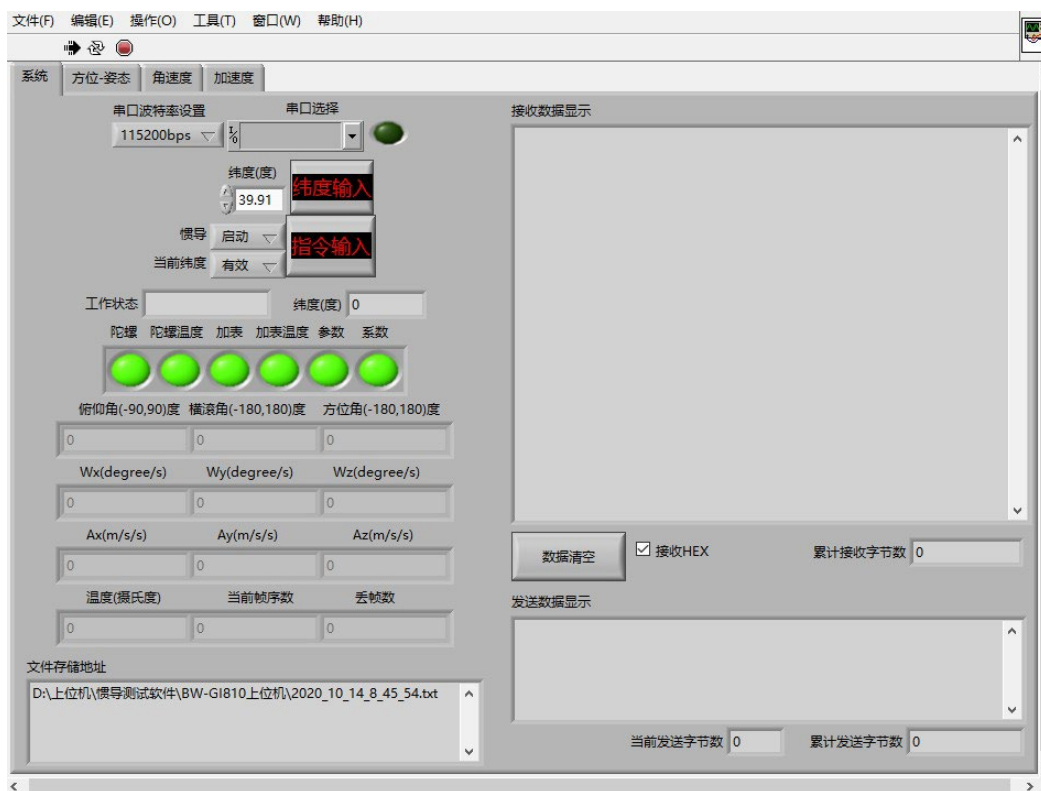 文件(F) 编辑(E) 操作(O) 工具(T) 窗口(W) 帮助(H)
系统 方位-姿态 角速度 加速度
串口波特率设置 串口选择
115200bps I/O
纬度(度)
39.91
纬度输入
惯导 启动
指令输入
当前纬度 有效
工作状态 纬度(度) 0
陀螺 陀螺温度 加表 加表温度 参数 系数
俯仰角(-90,90)度 横滚角(-180,180)度 方位角(-180,180)度
0 0 0
Wx(degree/s) Wy(degree/s) Wz(degree/s)
0 0 0
Ax(m/s/s) Ay(m/s/s) Az(m/s/s)
0 0 0
温度(摄氏度) 当前帧序数 丢帧数
0 0 0
文件存储地址
D:\上位机\惯导测试软件\BW-GI810上位机\2020_10_14_8_45_54.txt
接收数据显示
数据清空 接收HEX 累计接收字节数 0
发送数据显示
当前发送字节数 0 累计发送字节数 0